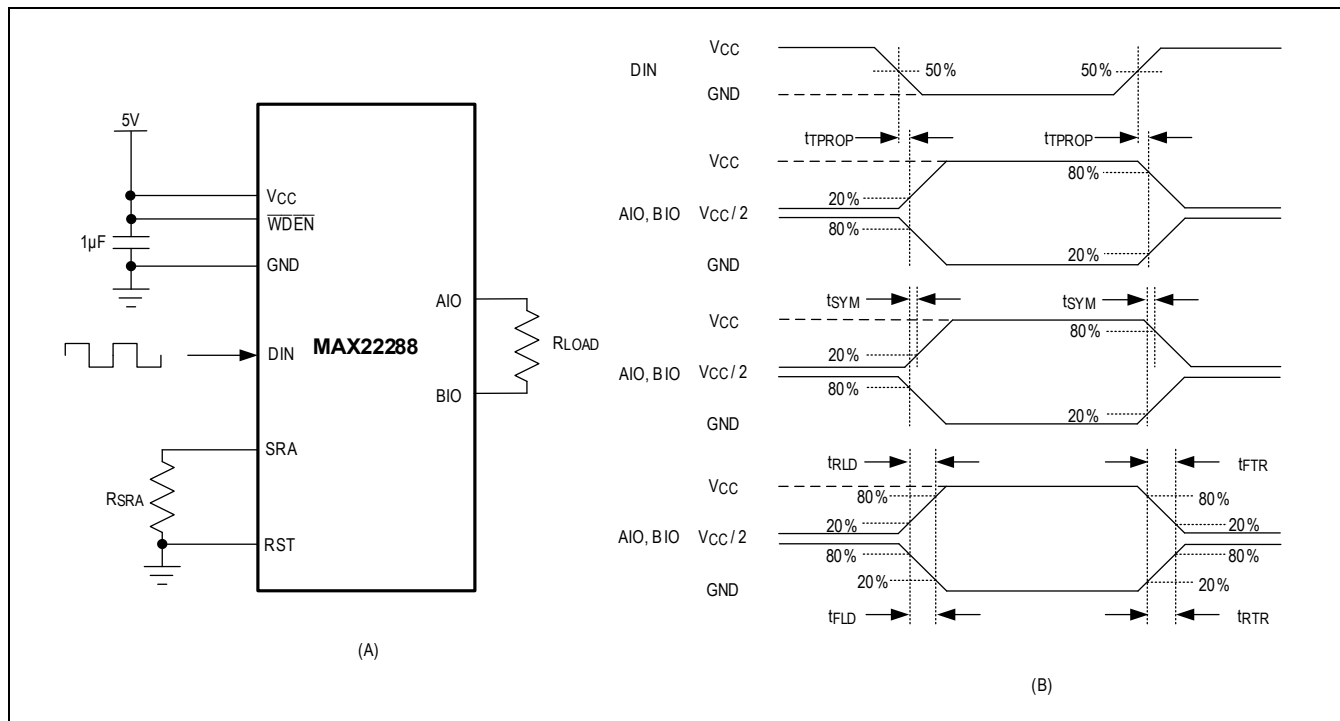 5V
VCC
WDEN
1µF
GND
AIO
MAX22288
DIN
RLOAD
BIO
SRA
RSRA
RST
(A)
VCC
DIN
50%
50%
GND
tTPROP
tTPROP
VCC
80%
20%
AIO, BIO VCC/2
80%
GND
20%
tSYM
tSYM
VCC
80%
20%
AIO, BIO VCC/2
80%
GND
20%
tRLD
tFTR
VCC
80%
80%
20%
20%
AIO, BIO VCC/2
80%
80%
20%
20%
GND
tFLD
tRTR
(B)